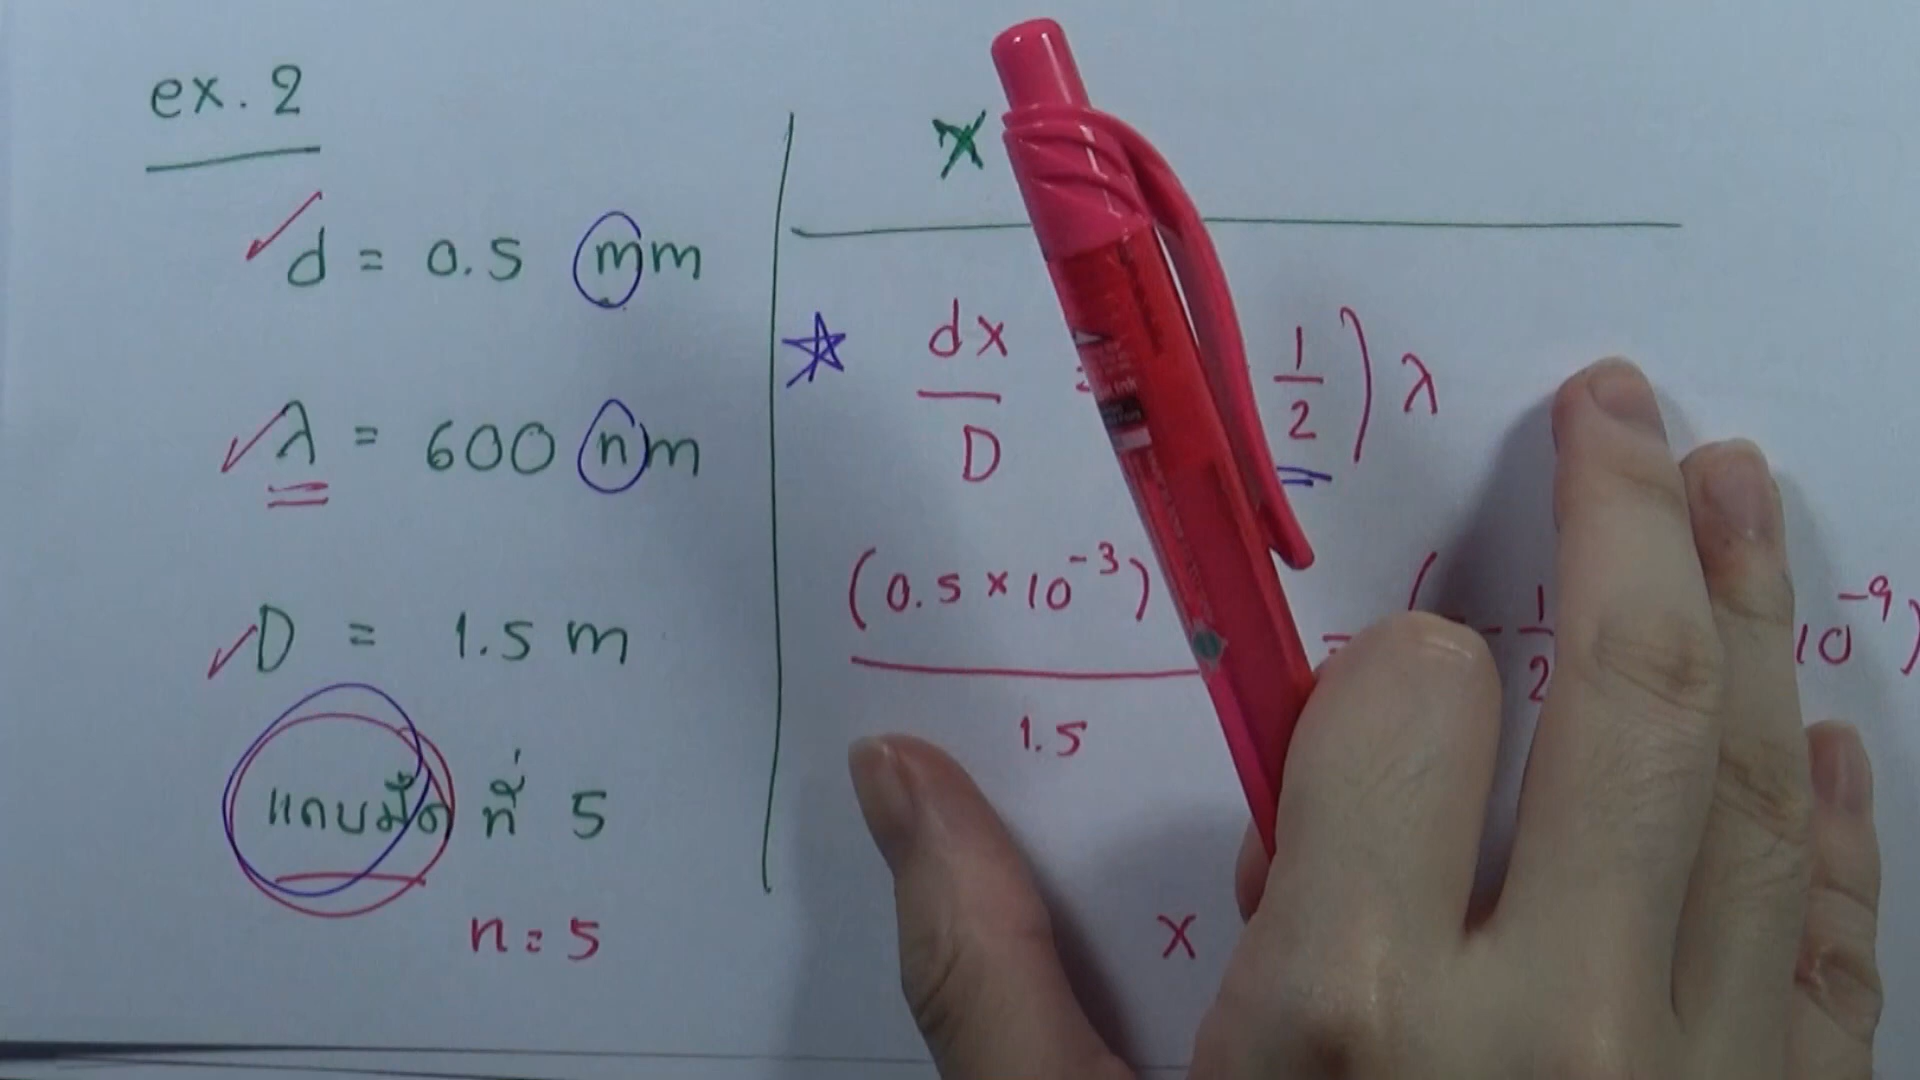 ex. 2
d = 0.5 mm
λ = 600 nm
D = 1.5 m
แถบมืด ที่ 5
n = 5
x
dx
D
1
2
) λ
(0.5 × 10⁻³)
1.5
= ( - 1
2
10⁻⁹)
x